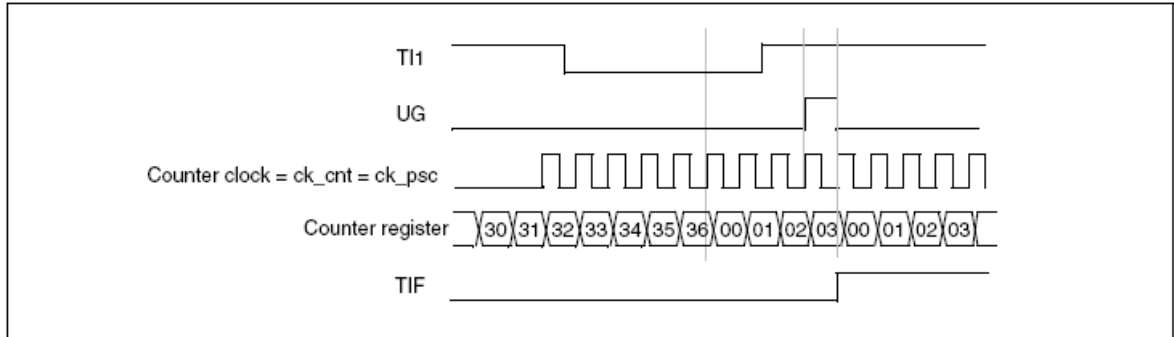 TI1
UG
Counter clock = ck_cnt = ck_psc
Counter register 30 31 32 33 34 35 36 00 01 02 03 00 01 02 03
TIF